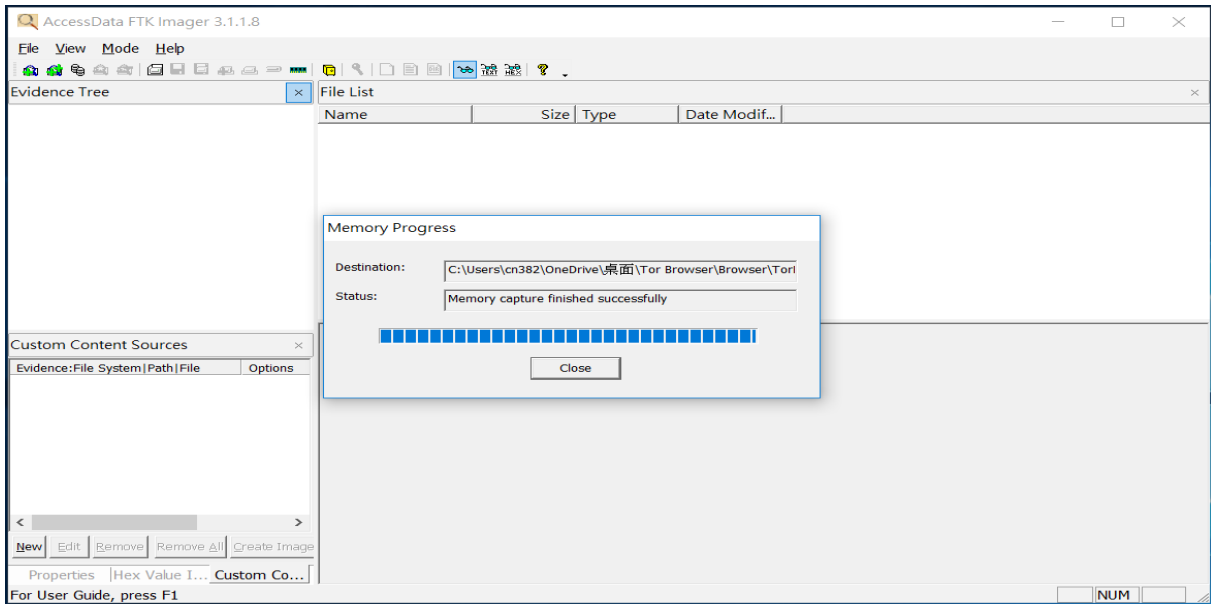 AccessData FTK Imager 3.1.1.8
File View Mode Help
Evidence Tree
File List
Name Size Type Date Modif...
Memory Progress
Destination: C:\Users\cn382\OneDrive\桌面\Tor Browser\Browser\Tor
Status: Memory capture finished successfully
Close
Custom Content Sources
Evidence:File System|Path|File Options
New Edit Remove Remove All Create Image
Properties Hex Value I... Custom Co...
For User Guide, press F1
NUM